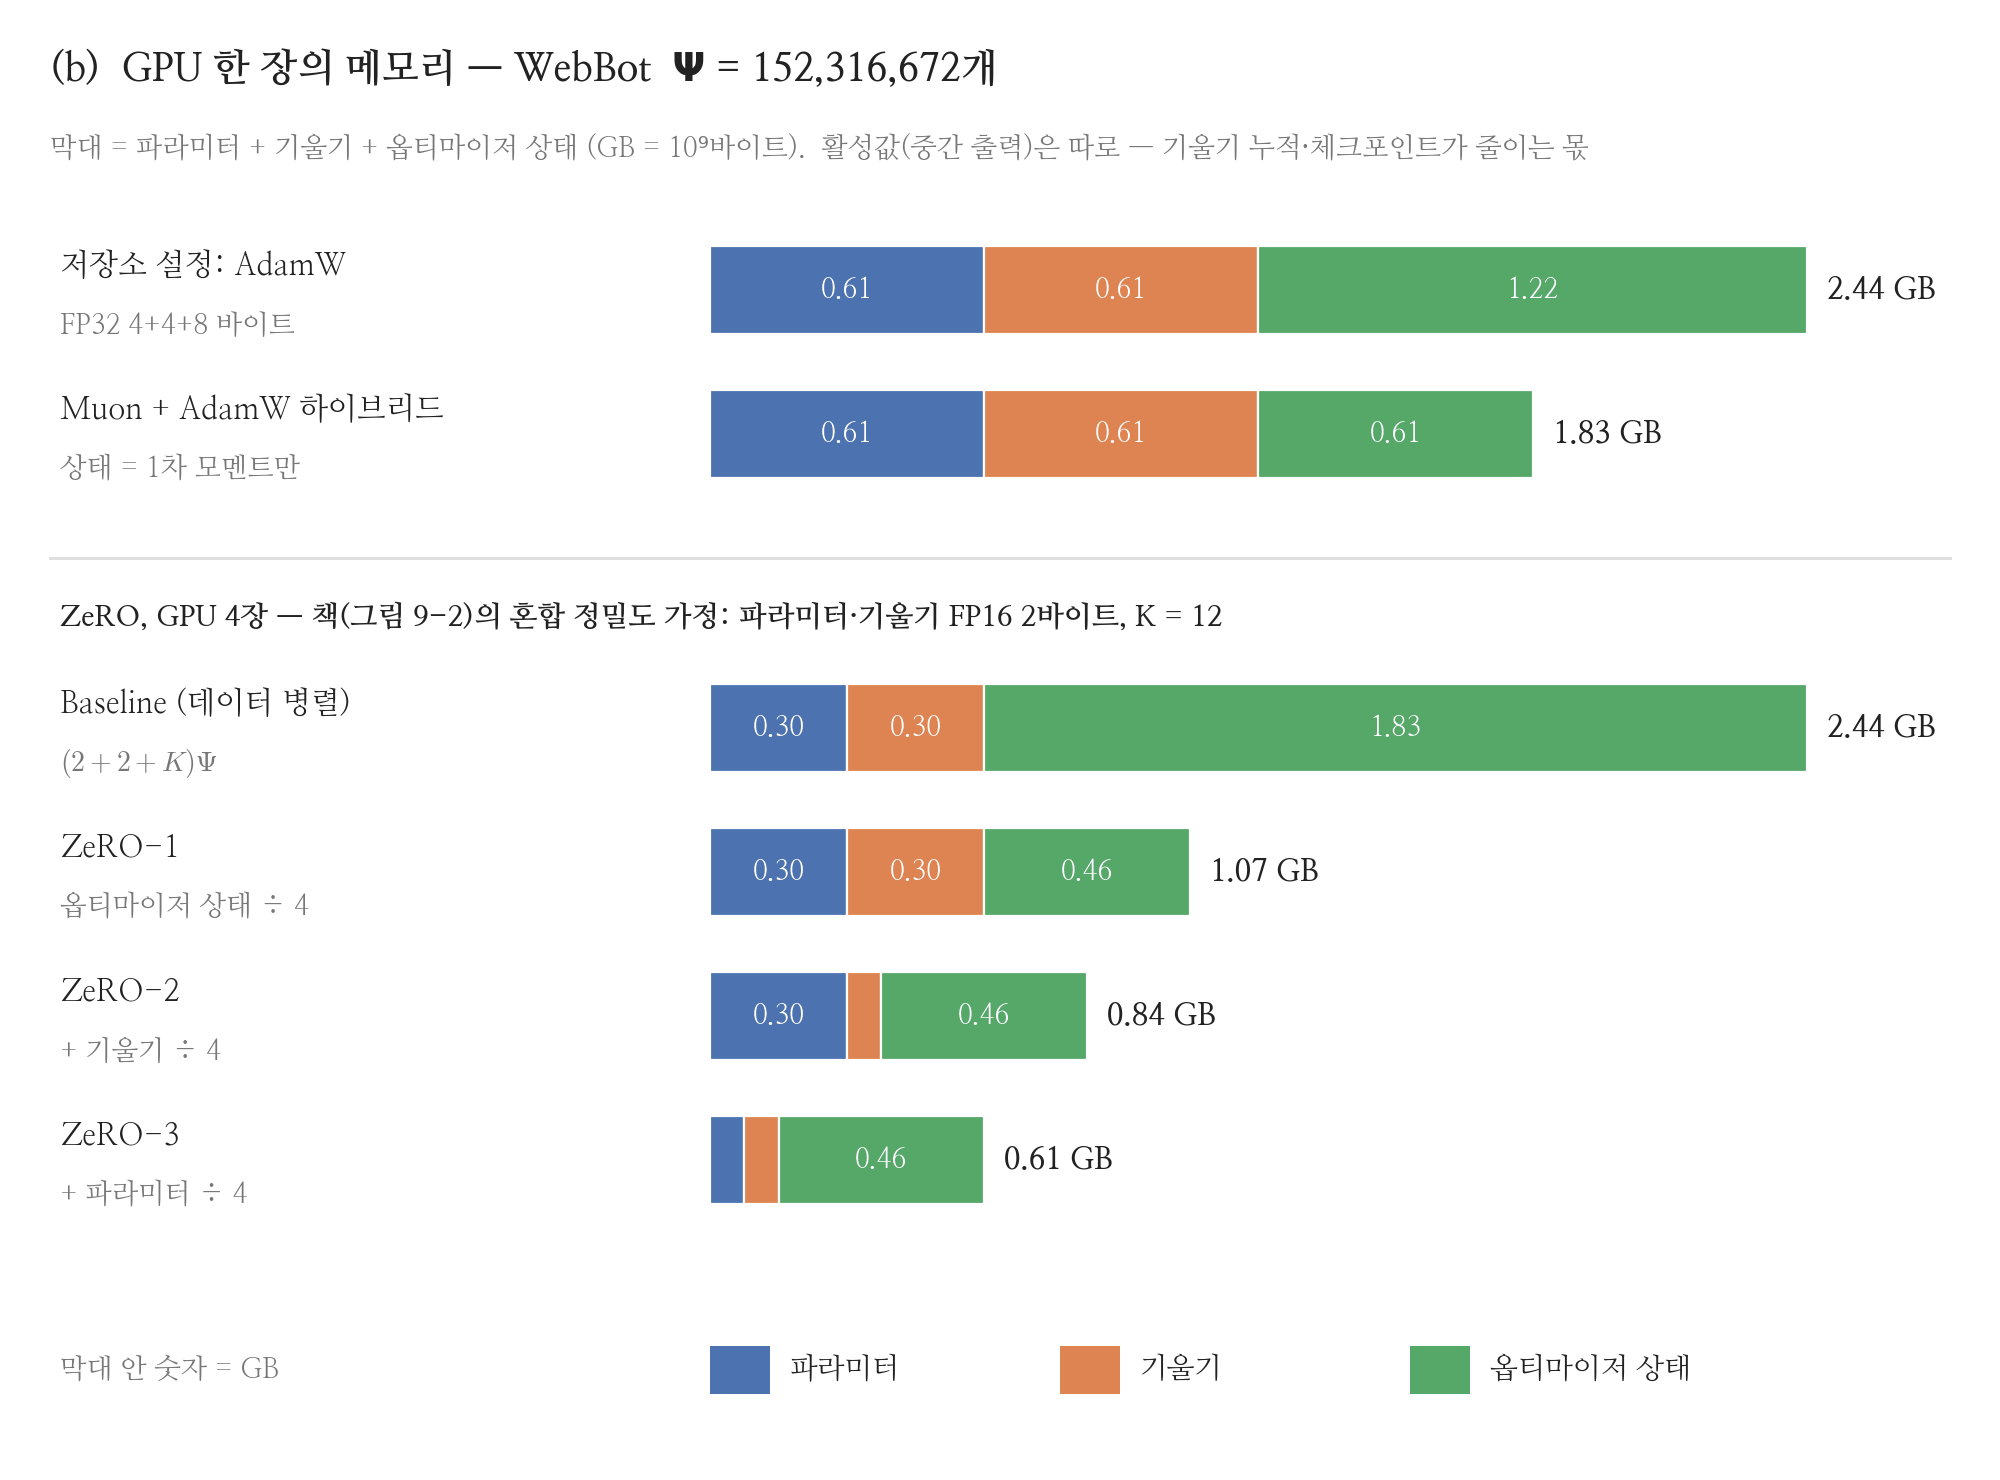 (b) GPU 한 장의 메모리 — WebBot Ψ = 152,316,672개
막대 = 파라미터 + 기울기 + 옵티마이저 상태 (GB = 10⁹바이트). 활성값(중간 출력)은 따로 — 기울기 누적·체크포인트가 줄이는 몫
저장소 설정: AdamW
FP32 4+4+8 바이트
0.61 0.61 1.22 2.44 GB
Muon + AdamW 하이브리드
상태 = 1차 모멘트만
0.61 0.61 0.61 1.83 GB
ZeRO, GPU 4장 — 책(그림 9-2)의 혼합 정밀도 가정: 파라미터·기울기 FP16 2바이트, K = 12
Baseline (데이터 병렬)
(2 + 2 + K)Ψ
0.30 0.30 1.83 2.44 GB
ZeRO-1
옵티마이저 상태 ÷ 4
0.30 0.30 0.46 1.07 GB
ZeRO-2
+ 기울기 ÷ 4
0.30 0.46 0.84 GB
ZeRO-3
+ 파라미터 ÷ 4
0.46 0.61 GB
막대 안 숫자 = GB
파라미터 기울기 옵티마이저 상태